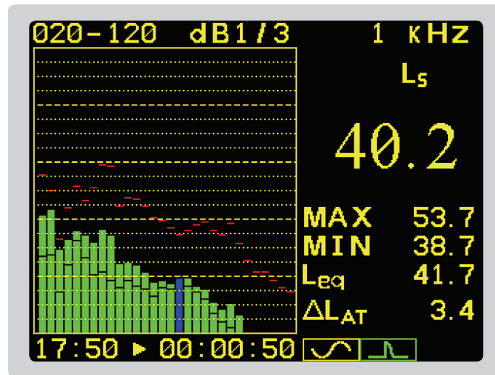 020-120 dB1/3 1 KHz
LS
40.2
MAX 53.7
MIN 38.7
Leq 41.7
ΔLAT 3.4
17:50 ▶ 00:00:50